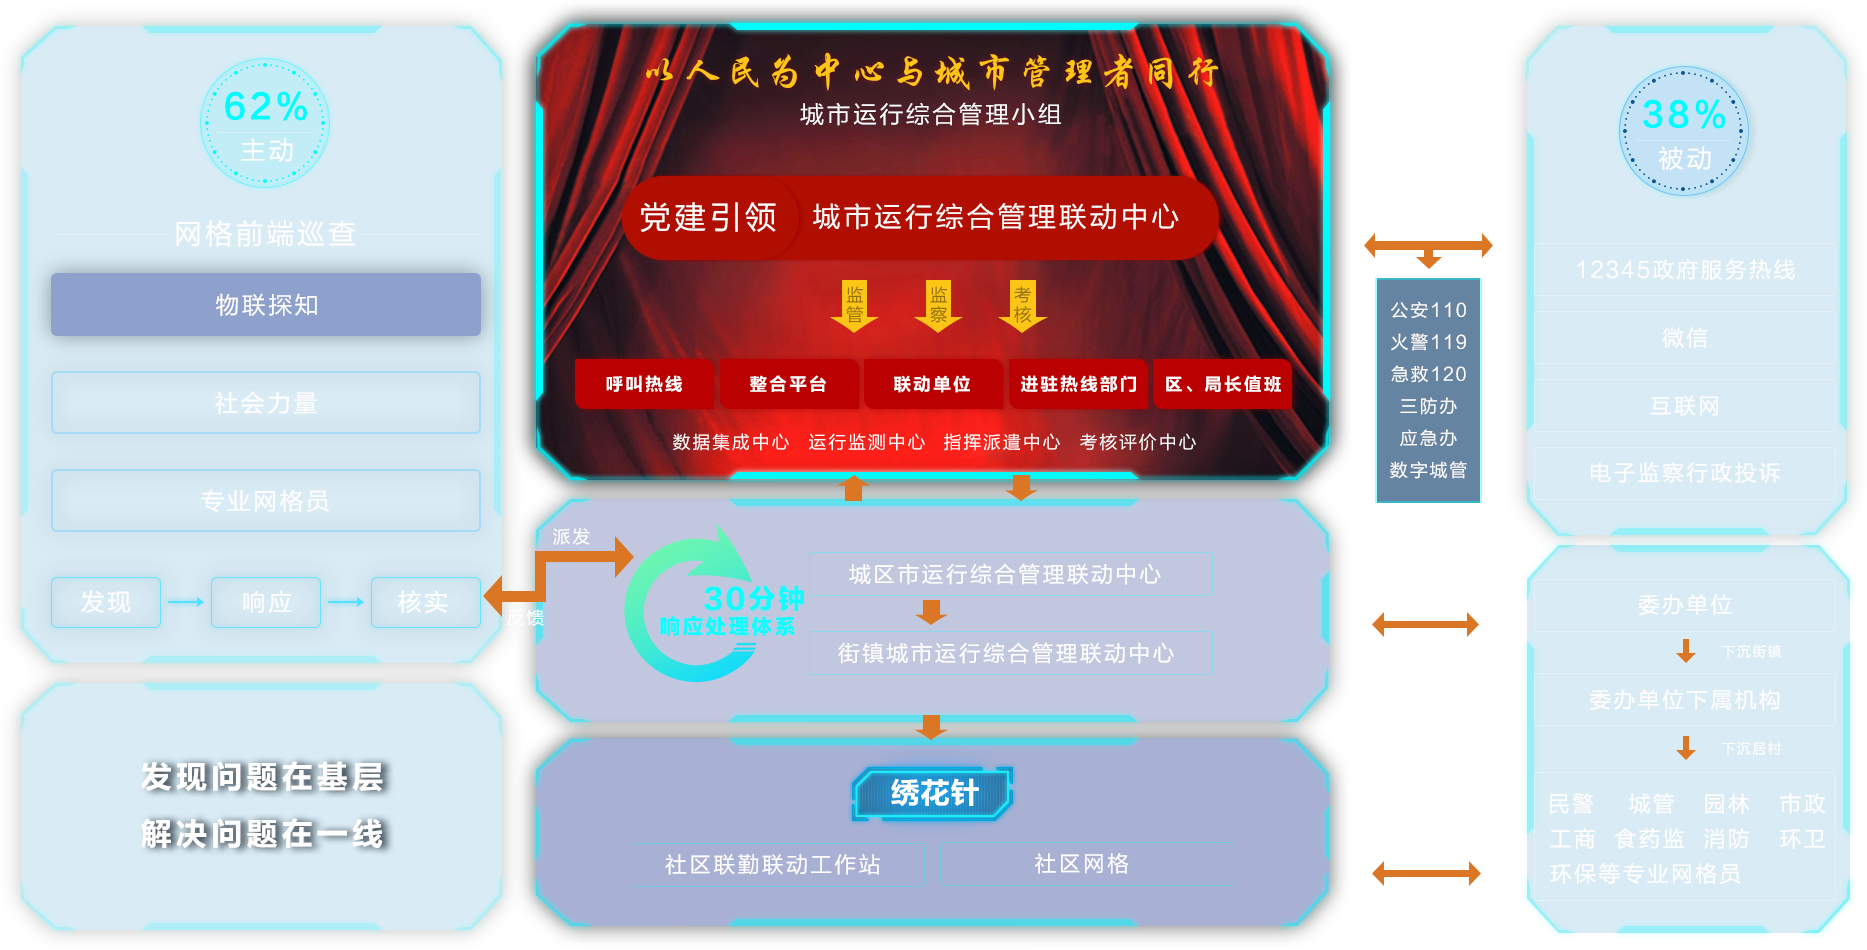 62%
主动
网格前端巡查
物联探知
社会力量
专业网格员
发现
响应
核实
发现问题在基层
解决问题在一线
以人民为中心与城市管理者同行
城市运行综合管理小组
党建引领
城市运行综合管理联动中心
监管
监察
考核
呼叫热线
整合平台
联动单位
进驻热线部门
区、局长值班
数据集成中心 运行监测中心 指挥派遣中心 考核评价中心
派发
反馈
30分钟
响应处理体系
城区市运行综合管理联动中心
街镇城市运行综合管理联动中心
绣花针
社区联勤联动工作站
社区网格
公安110
火警119
急救120
三防办
应急办
数字城管
38%
被动
12345政府服务热线
微信
互联网
电子监察行政投诉
委办单位
下沉街镇
委办单位下属机构
下沉居村
民警 城管 园林 市政
工商 食药监 消防 环卫
环保等专业网格员